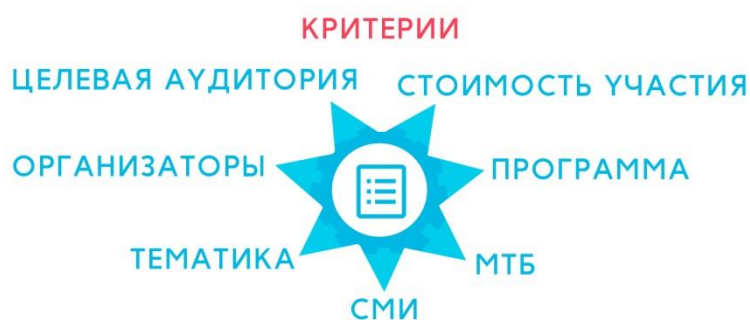 КРИТЕРИИ
ЦЕЛЕВАЯ АУДИТОРИЯ
СТОИМОСТЬ УЧАСТИЯ
ОРГАНИЗАТОРЫ
ПРОГРАММА
ТЕМАТИКА
МТБ
СМИ